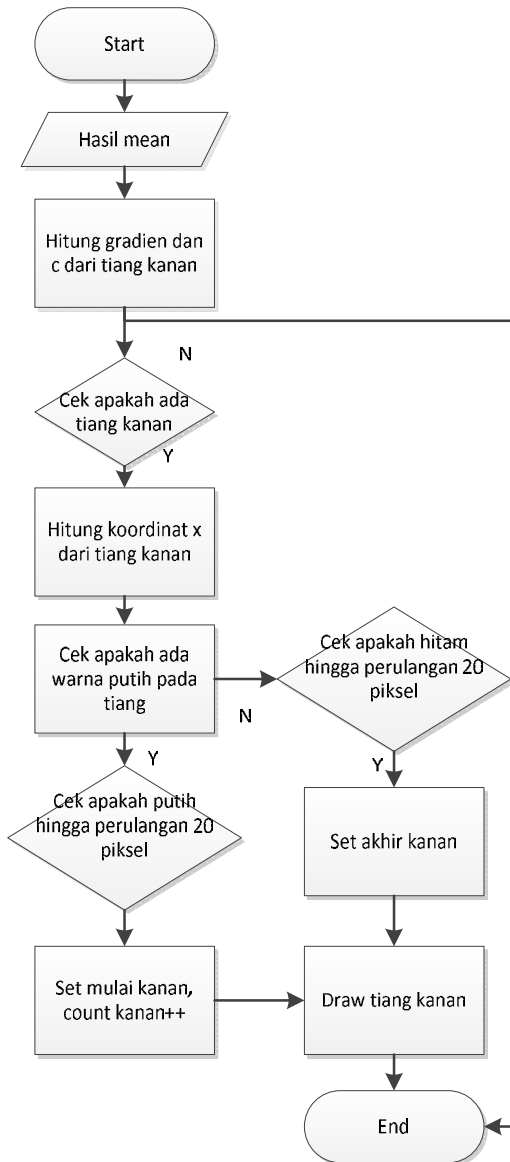 Start
Hasil mean
Hitung gradien dan
c dari tiang kanan
N
Cek apakah ada
tiang kanan
Y
Hitung koordinat x
dari tiang kanan
Cek apakah ada
warna putih pada
tiang
N
Cek apakah hitam
hingga perulangan 20
piksel
Y
Y
Cek apakah putih
hingga perulangan 20
piksel
Set akhir kanan
Set mulai kanan,
count kanan++
Draw tiang kanan
End